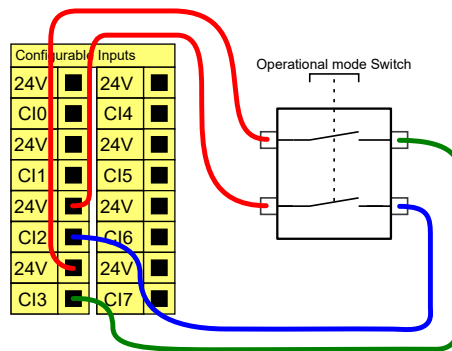 Configurable Inputs
Operational mode Switch
24V 24V
CI0 CI4
24V 24V
CI1 CI5
24V 24V
CI2 CI6
24V 24V
CI3 CI7